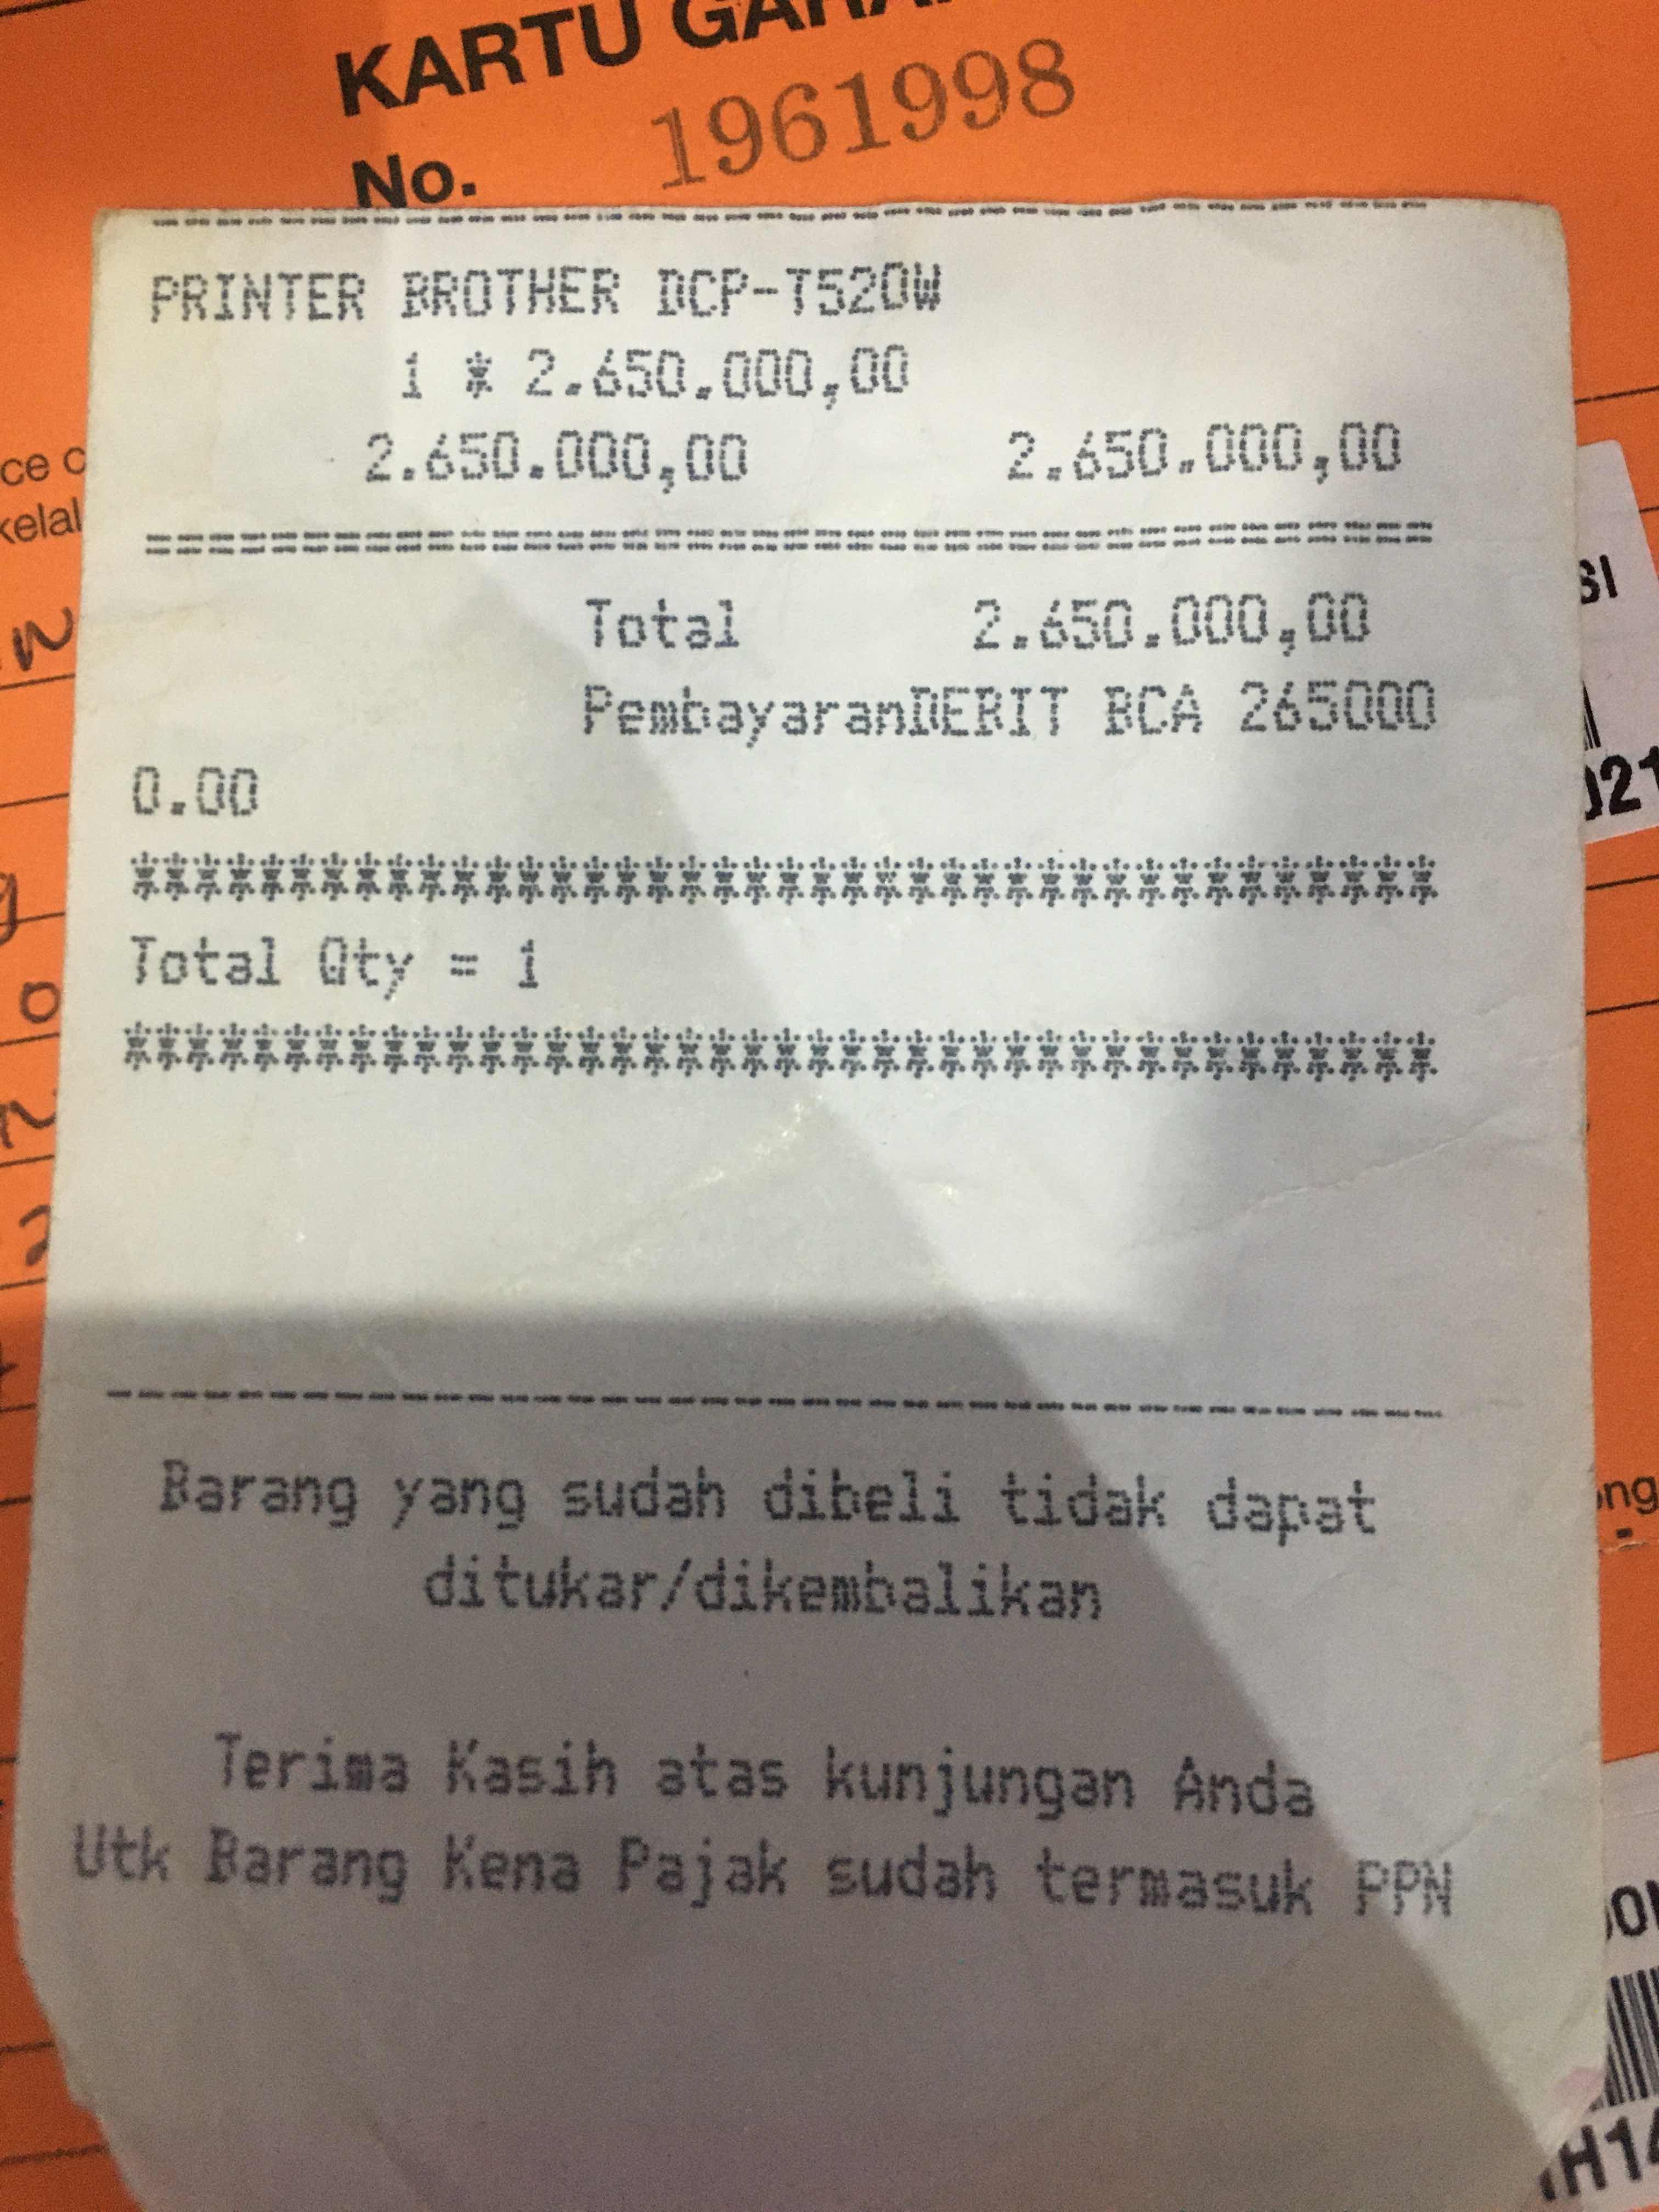 KARTU
No. 1961998
--------------------------------
PRINTER BROTHER DCP-T520W
1 * 2.650.000,00
2.650.000,00 2.650.000,00
================================
Total 2.650.000,00
PembayaranDEBIT BCA 265000
0.00
****************************************
Total Qty = 1
****************************************
------------------------------------------
Barang yang sudah dibeli tidak dapat
ditukar/dikembalikan
Terima Kasih atas kunjungan Anda
Utk Barang Kena Pajak sudah termasuk PPN